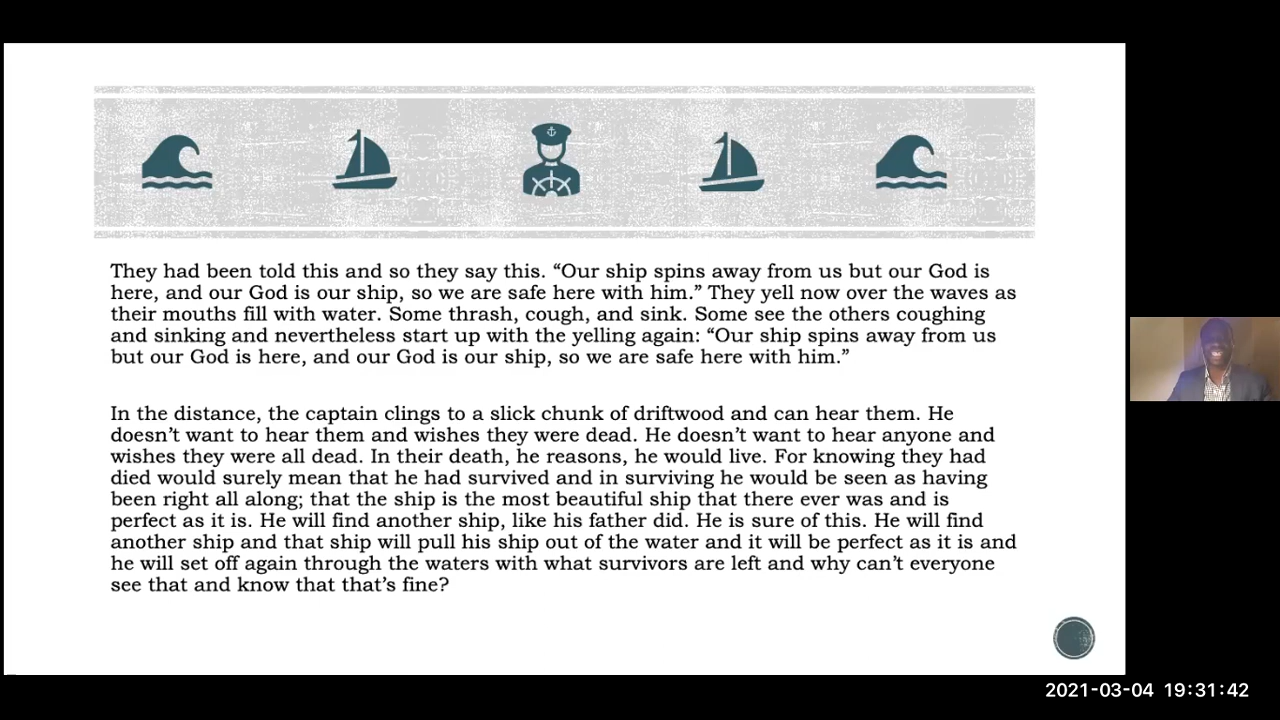 They had been told this and so they say this. “Our ship spins away from us but our God is
here, and our God is our ship, so we are safe here with him.” They yell now over the waves as
their mouths fill with water. Some thrash, cough, and sink. Some see the others coughing
and sinking and nevertheless start up with the yelling again: “Our ship spins away from us
but our God is here, and our God is our ship, so we are safe here with him.”
In the distance, the captain clings to a slick chunk of driftwood and can hear them. He
doesn’t want to hear them and wishes they were dead. He doesn’t want to hear anyone and
wishes they were all dead. In their death, he reasons, he would live. For knowing they had
died would surely mean that he had survived and in surviving he would be seen as having
been right all along; that the ship is the most beautiful ship that there ever was and is
perfect as it is. He will find another ship, like his father did. He is sure of this. He will find
another ship and that ship will pull his ship out of the water and it will be perfect as it is and
he will set off again through the waters with what survivors are left and why can’t everyone
see that and know that that’s fine?
2021-03-04 19:31:42